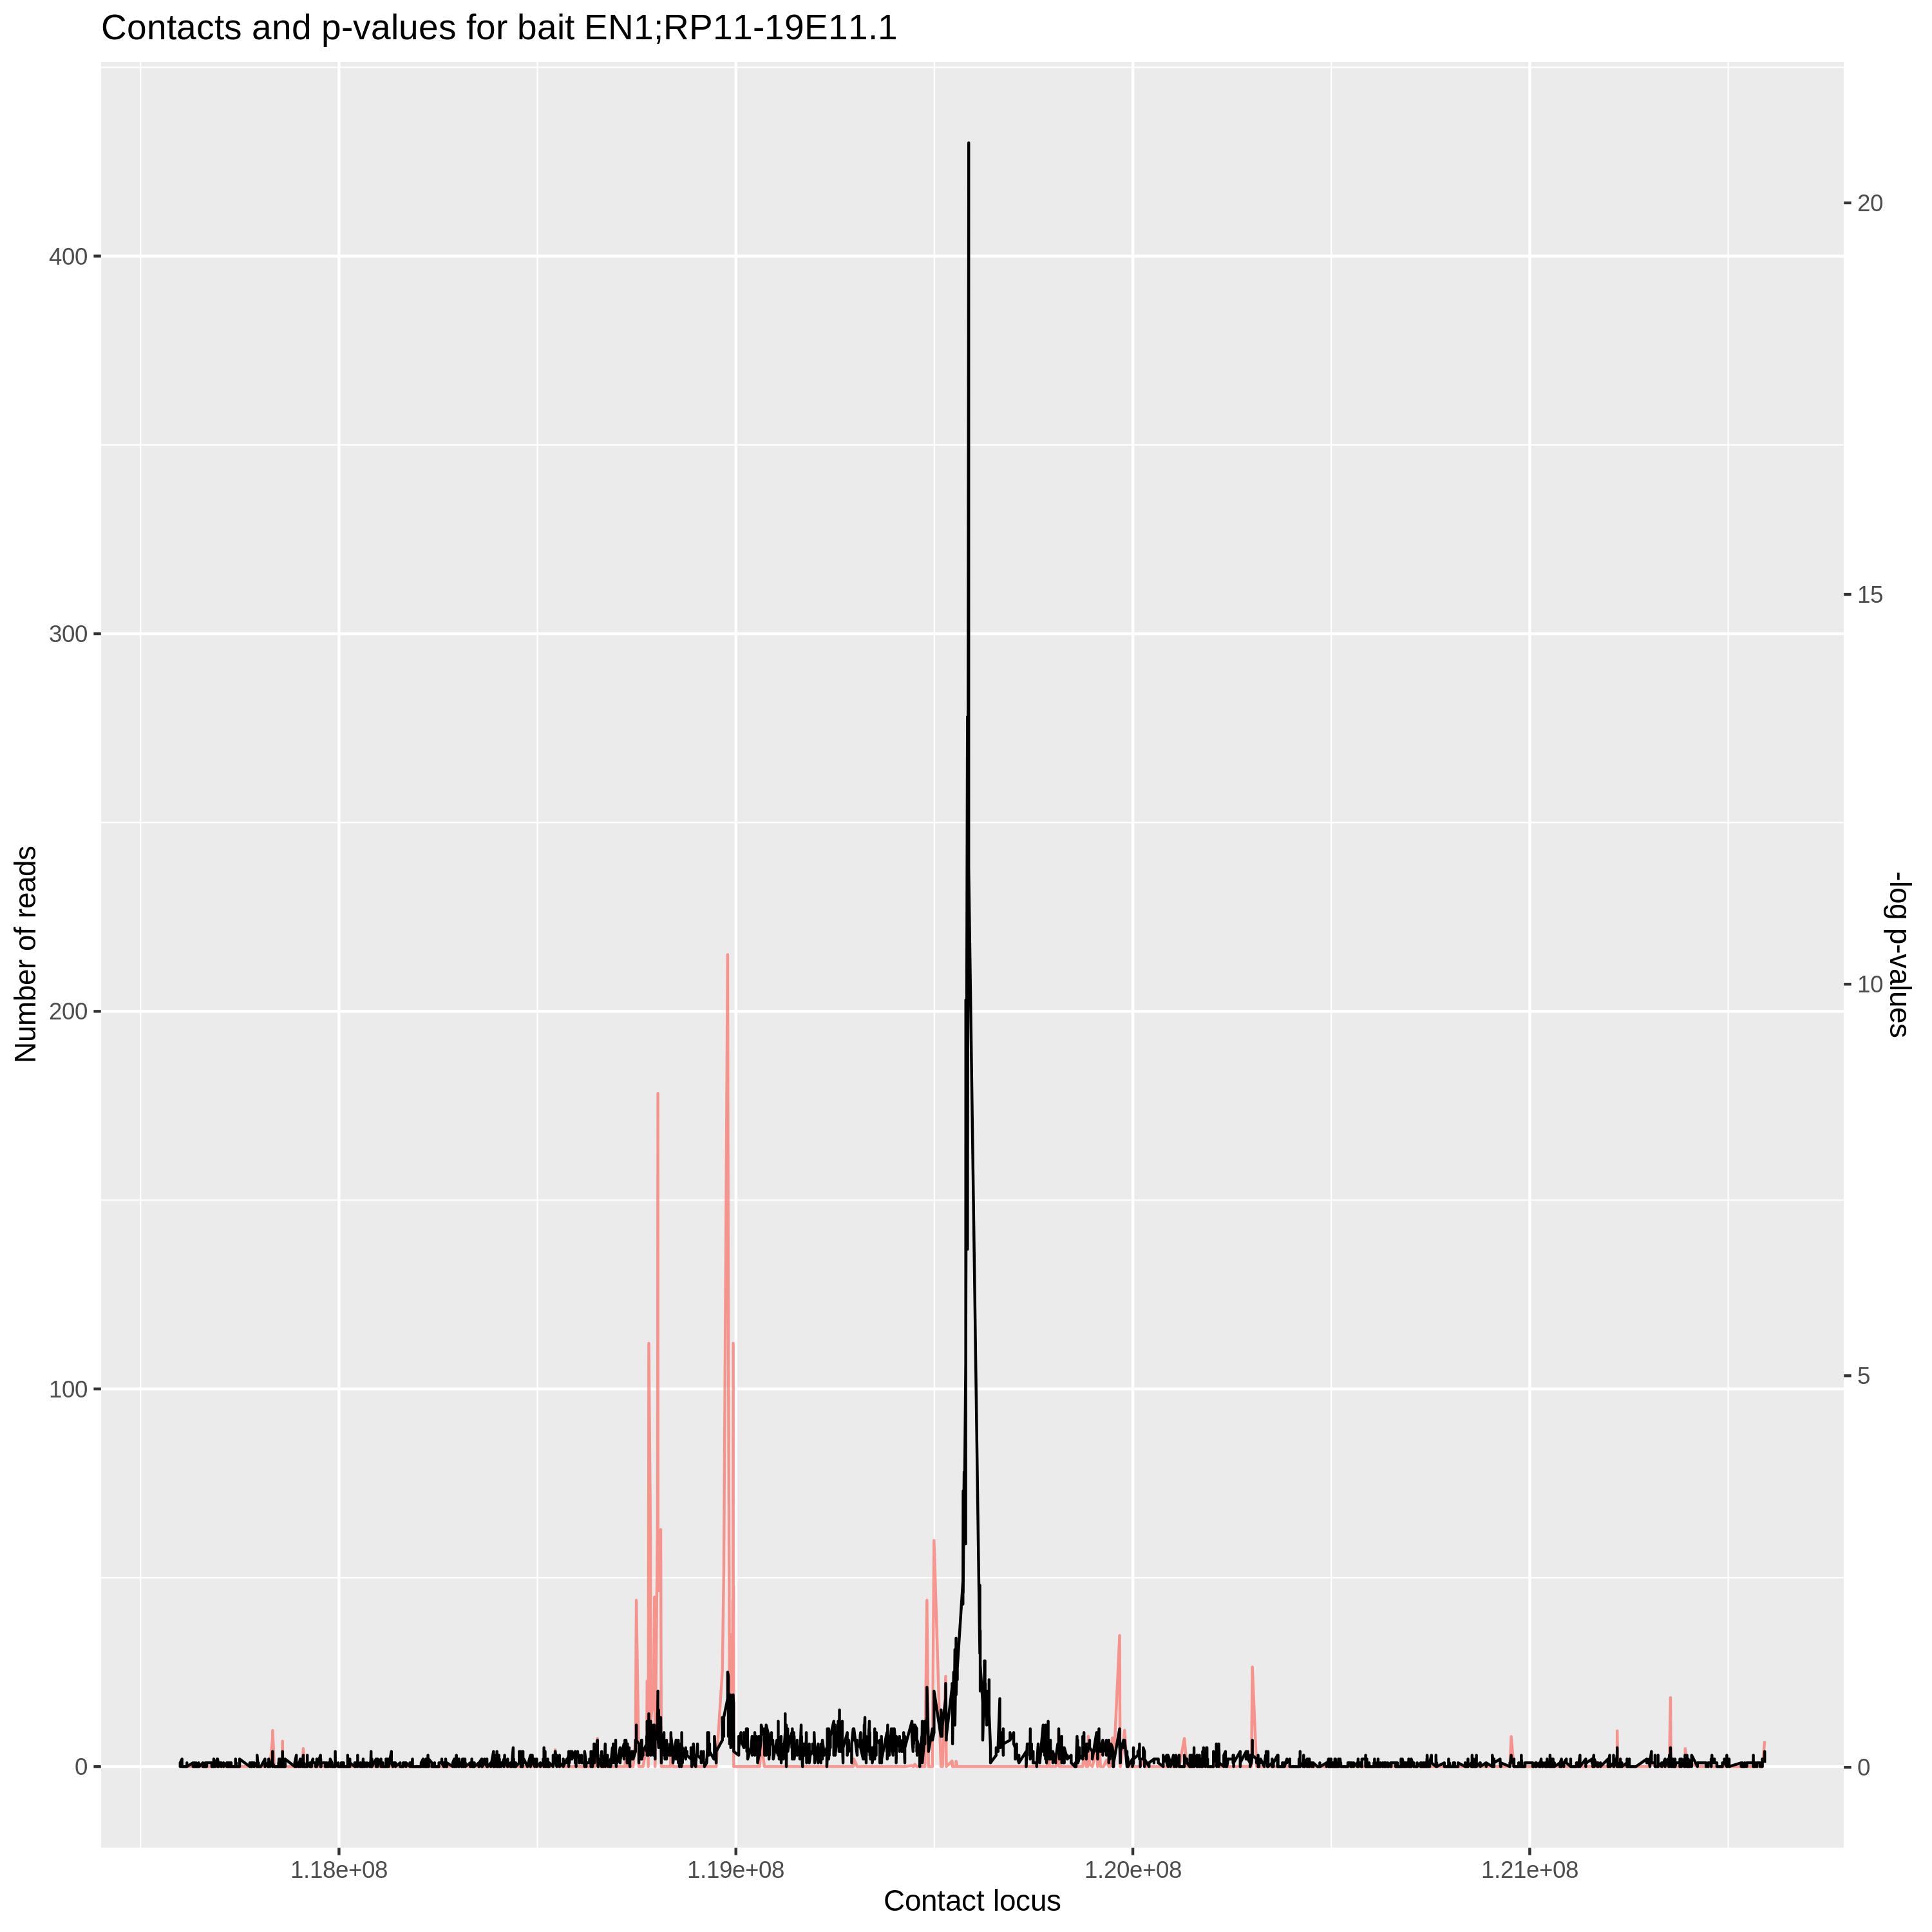 Contacts and p-values for bait EN1;RP11-19E11.1
400
300
200
100
0
Number of reads
20
15
10
5
0
-log p-values
1.18e+08
1.19e+08
1.20e+08
1.21e+08
Contact locus